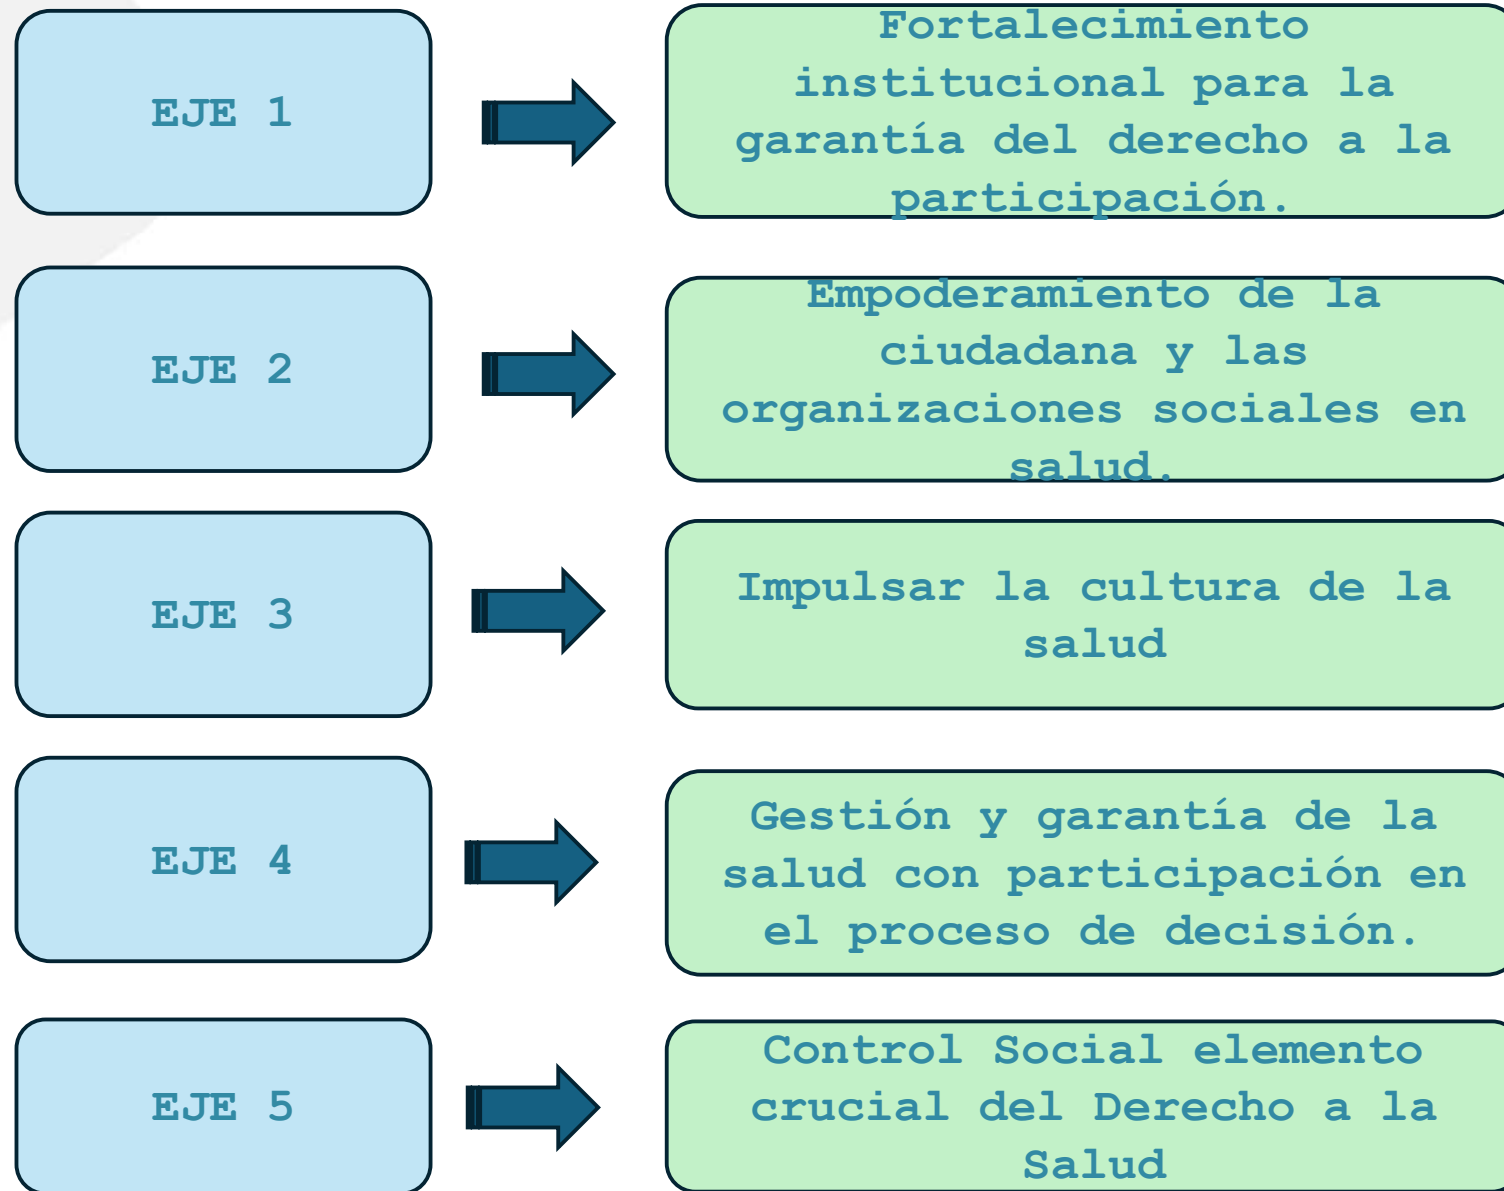 EJE 1
Fortalecimiento
institucional para la
garantía del derecho a la
participación.
EJE 2
Empoderamiento de la
ciudadana y las
organizaciones sociales en
salud.
EJE 3
Impulsar la cultura de la
salud
EJE 4
Gestión y garantía de la
salud con participación en
el proceso de decisión.
EJE 5
Control Social elemento
crucial del Derecho a la
Salud